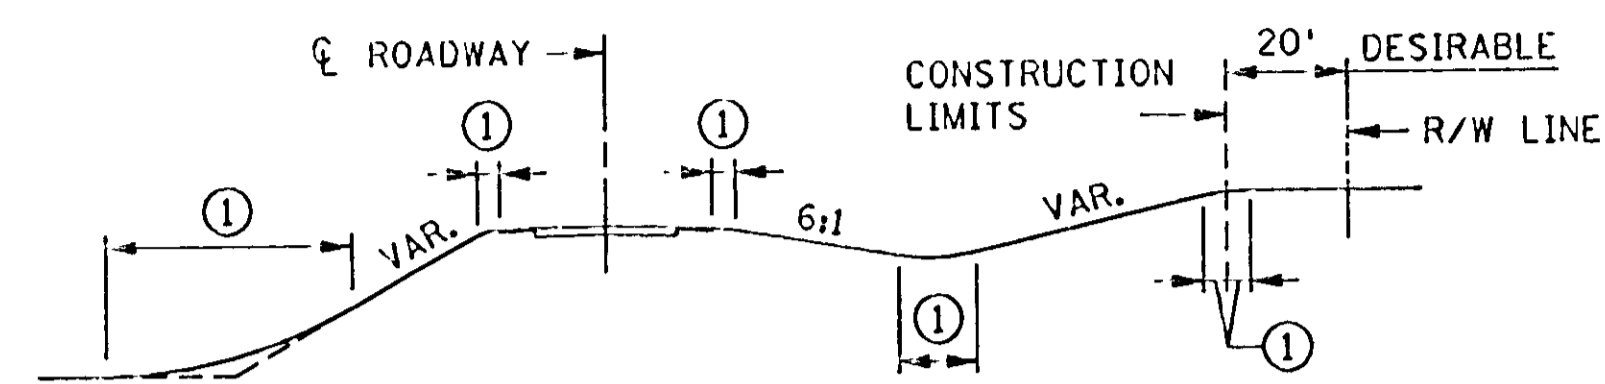 ℄ ROADWAY
20' DESIRABLE
CONSTRUCTION
LIMITS
R/W LINE
1
1
1
VAR.
6:1
VAR.
1
1